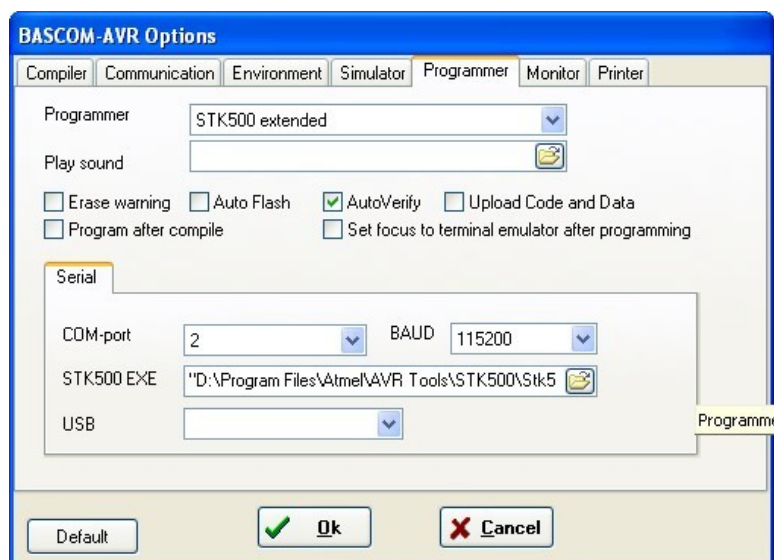 BASCOM-AVR Options
Compiler Communication Environment Simulator Programmer Monitor Printer
Programmer STK500 extended
Play sound
Erase warning Auto Flash AutoVerify Upload Code and Data
Program after compile Set focus to terminal emulator after programming
Serial
COM-port 2 BAUD 115200
STK500 EXE "D:\Program Files\Atmel\AVR Tools\STK500\Stk5
USB
Programme
Default Ok Cancel